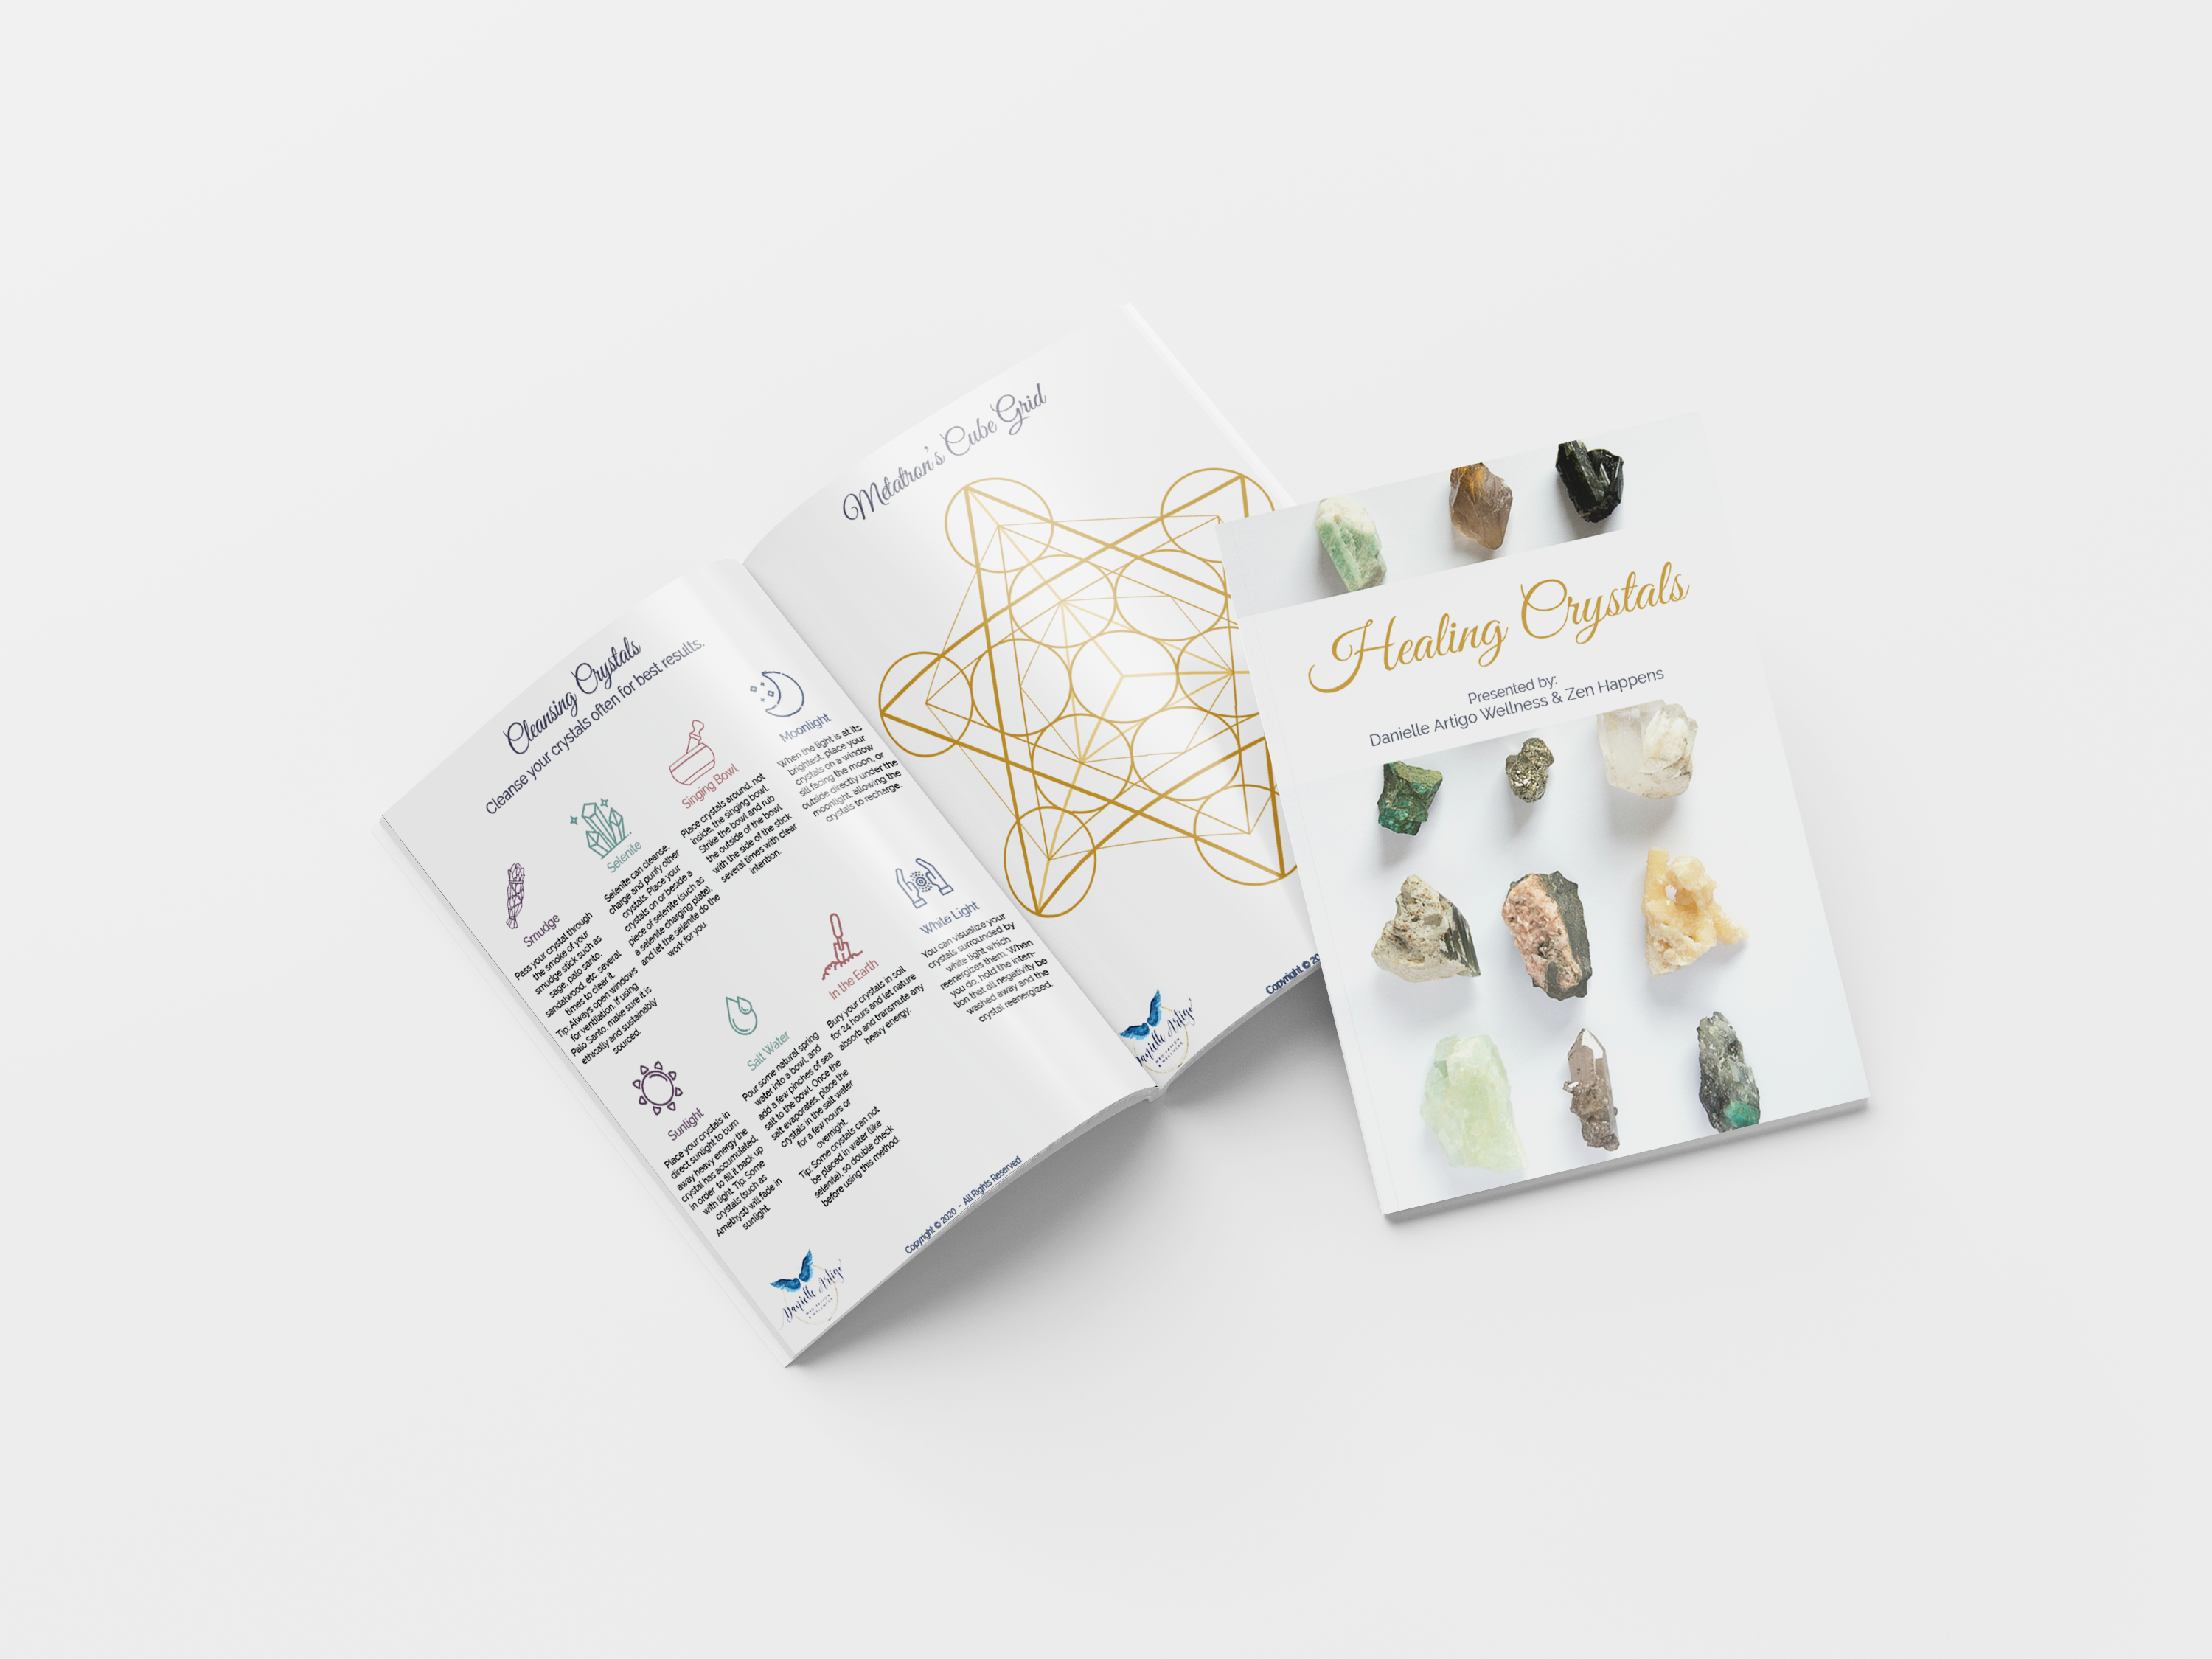 Cleansing Crystals
Cleanse your crystals often for best results.
Smudge
Pass your crystal through
the smoke of your
smudge stick such as
sage, palo santo,
sandalwood, etc. several
times to clear it.
Tip: Always open windows
for ventilation. If using
Palo Santo, make sure it is
ethically and sustainably
sourced.
Selenite
Selenite can cleanse,
charge and purify other
crystals. Place your
crystals on or beside a
piece of selenite (such as
a selenite charging plate),
and let the selenite do the
work for you.
Singing Bowl
Place crystals around, not
inside, the singing bowl.
Strike the bowl and rub
the outside of the bowl
with the side of the stick
several times with clear
intention.
Moonlight
When the light is at its
brightest, place your
crystals on a window
sill facing the moon, or
outside directly under the
moonlight, allowing the
crystals to recharge.
Sunlight
Place your crystals in
direct sunlight to burn
away heavy energy the
crystal has accumulated,
in order to fill it back up
with light. Tip: Some
crystals (such as
Amethyst) will fade in
sunlight.
Salt Water
Pour some natural spring
water into a bowl, and
add a few pinches of sea
salt to the bowl. Once the
salt evaporates, place the
crystals in the salt water
for a few hours or
overnight.
Tip: Some crystals can not
be placed in water (like
selenite), so double check
before using this method.
In the Earth
Bury your crystals in soil
for 24 hours and let nature
absorb and transmute any
heavy energy.
White Light
You can visualize your
crystals surrounded by
white light which
reenergizes them. When
you do, hold the inten-
tion that all negativity be
washed away and the
crystal reenergized.
Danielle Artigo
MEDITATION
& WELLNESS
Copyright © 2020 - All Rights Reserved
Metatron's Cube Grid
Danielle Artigo
MEDITATION
& WELLNESS
Copyright © 20
Healing Crystals
Presented by:
Danielle Artigo Wellness & Zen Happens